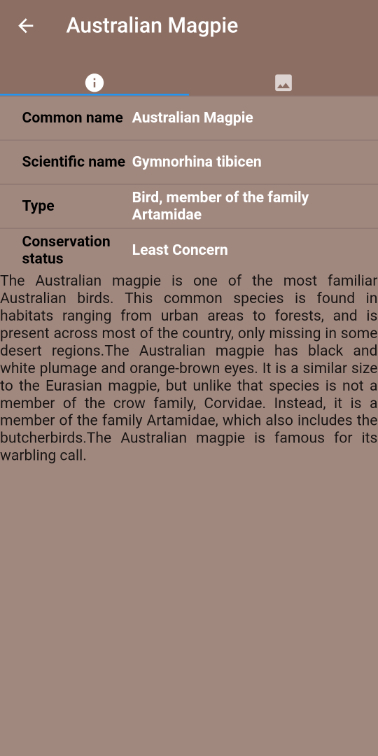 Australian Magpie
Common name Australian Magpie
Scientific name Gymnorhina tibicen
Type Bird, member of the family
Artamidae
Conservation
status Least Concern
The Australian magpie is one of the most familiar
Australian birds. This common species is found in
habitats ranging from urban areas to forests, and is
present across most of the country, only missing in some
desert regions.The Australian magpie has black and
white plumage and orange-brown eyes. It is a similar size
to the Eurasian magpie, but unlike that species is not a
member of the crow family, Corvidae. Instead, it is a
member of the family Artamidae, which also includes the
butcherbirds.The Australian magpie is famous for its
warbling call.